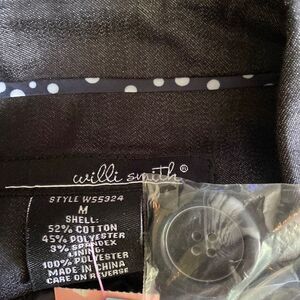 willi smith®
STYLE W55924
M
SHELL:
52% COTTON
45% POLYESTER
3% SPANDEX
LINING:
100% POLYESTER
MADE IN CHINA
CARE ON REVERSE